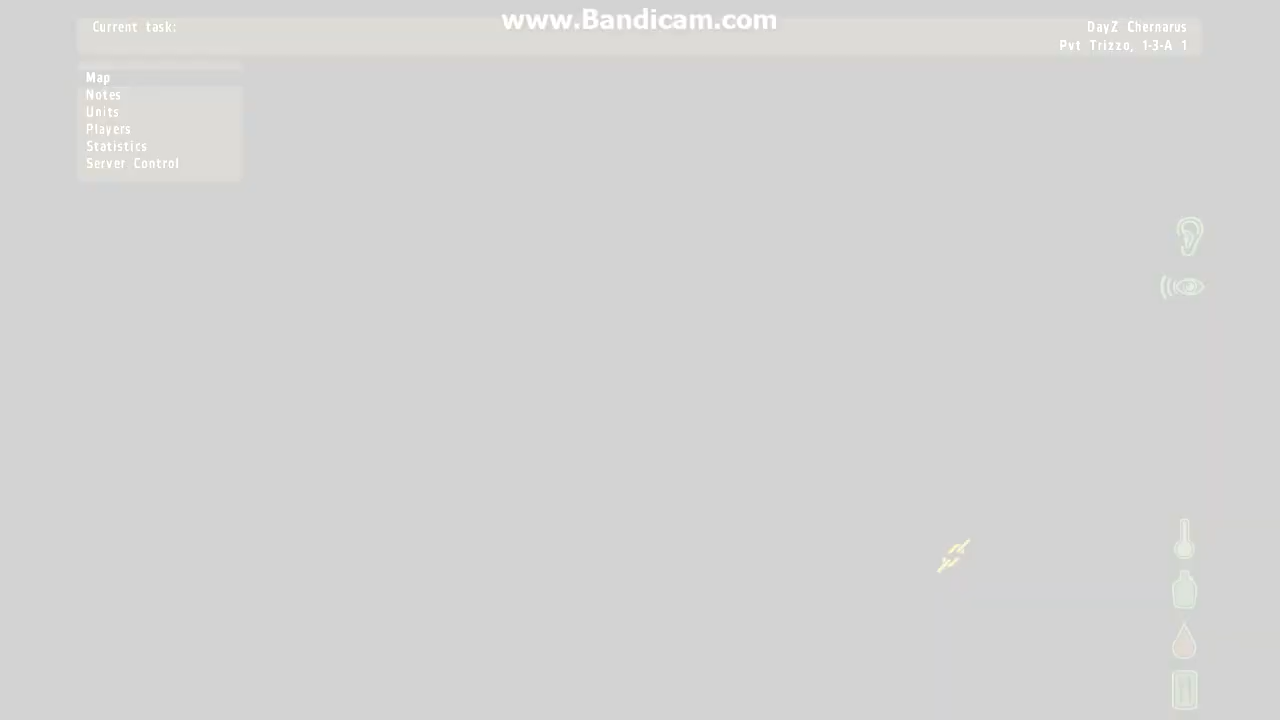 www.Bandicam.com
Current task:
DayZ Chernarus
Pvt Trizzo, 1-3-A 1
Map
Notes
Units
Players
Statistics
Server Control